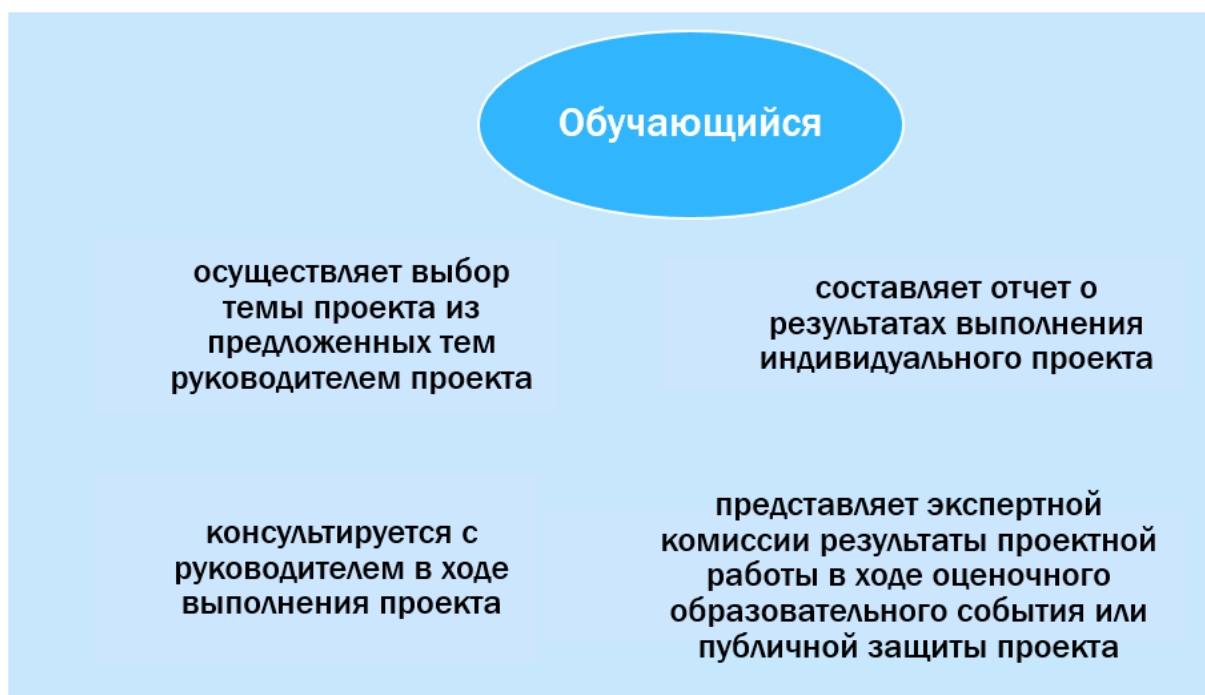 Обучающийся
осуществляет выбор
темы проекта из
предложенных тем
руководителем проекта
составляет отчет о
результатах выполнения
индивидуального проекта
консультируется с
руководителем в ходе
выполнения проекта
представляет экспертной
комиссии результаты проектной
работы в ходе оценочного
образовательного события или
публичной защиты проекта